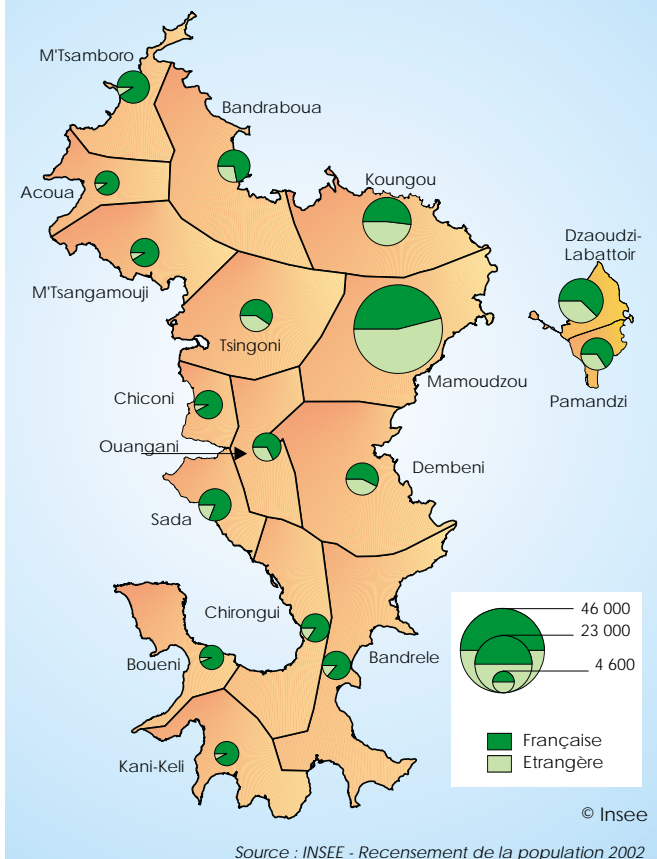 M'Tsamboro
Bandraboua
Koungou
Acoua
Dzaoudzi-
Labattoir
M'Tsangamouji
Tsingoni
Mamoudzou
Pamandzi
Chiconi
Ouangani
Dembeni
Sada
Chirongui
Boueni
Bandrele
Kani-Keli
46 000
23 000
4 600
Française
Etrangère
© Insee
Source : INSEE - Recensement de la population 2002